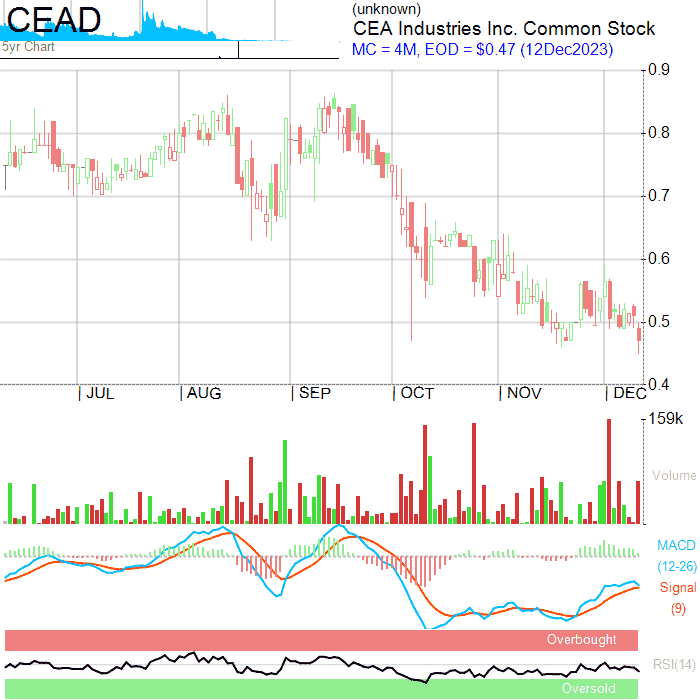 CEAD
5yr Chart
(unknown)
CEA Industries Inc. Common Stock
MC = 4M, EOD = $0.47 (12Dec2023)
0.9
0.8
0.7
0.6
0.5
0.4
JUL AUG SEP OCT NOV DEC
159k
Volume
MACD
(12-26)
Signal
(9)
Overbought
RSI(14)
Oversold